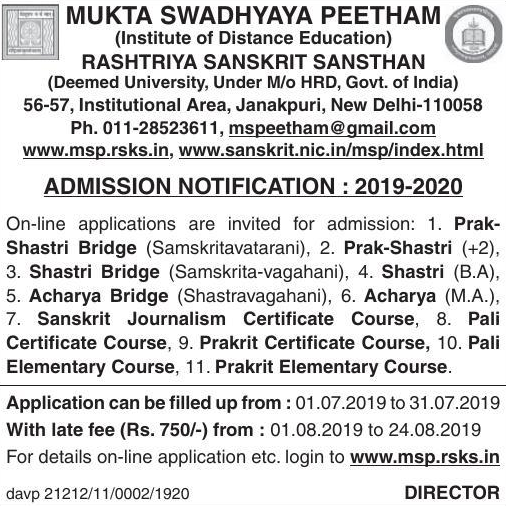 MUKTA SWADHYAYA PEETHAM
(Institute of Distance Education)
RASHTRIYA SANSKRIT SANSTHAN
(Deemed University, Under M/o HRD, Govt. of India)
56-57, Institutional Area, Janakpuri, New Delhi-110058
Ph. 011-28523611, mspeetham@gmail.com
www.msp.rsks.in, www.sanskrit.nic.in/msp/index.html
ADMISSION NOTIFICATION : 2019-2020
On-line applications are invited for admission: 1. Prak-
Shastri Bridge (Samskritavatarani), 2. Prak-Shastri (+2),
3. Shastri Bridge (Samskrita-vagahani), 4. Shastri (B.A),
5. Acharya Bridge (Shastravagahani), 6. Acharya (M.A.),
7. Sanskrit Journalism Certificate Course, 8. Pali
Certificate Course, 9. Prakrit Certificate Course, 10. Pali
Elementary Course, 11. Prakrit Elementary Course.
Application can be filled up from : 01.07.2019 to 31.07.2019
With late fee (Rs. 750/-) from : 01.08.2019 to 24.08.2019
For details on-line application etc. login to www.msp.rsks.in
davp 21212/11/0002/1920 DIRECTOR